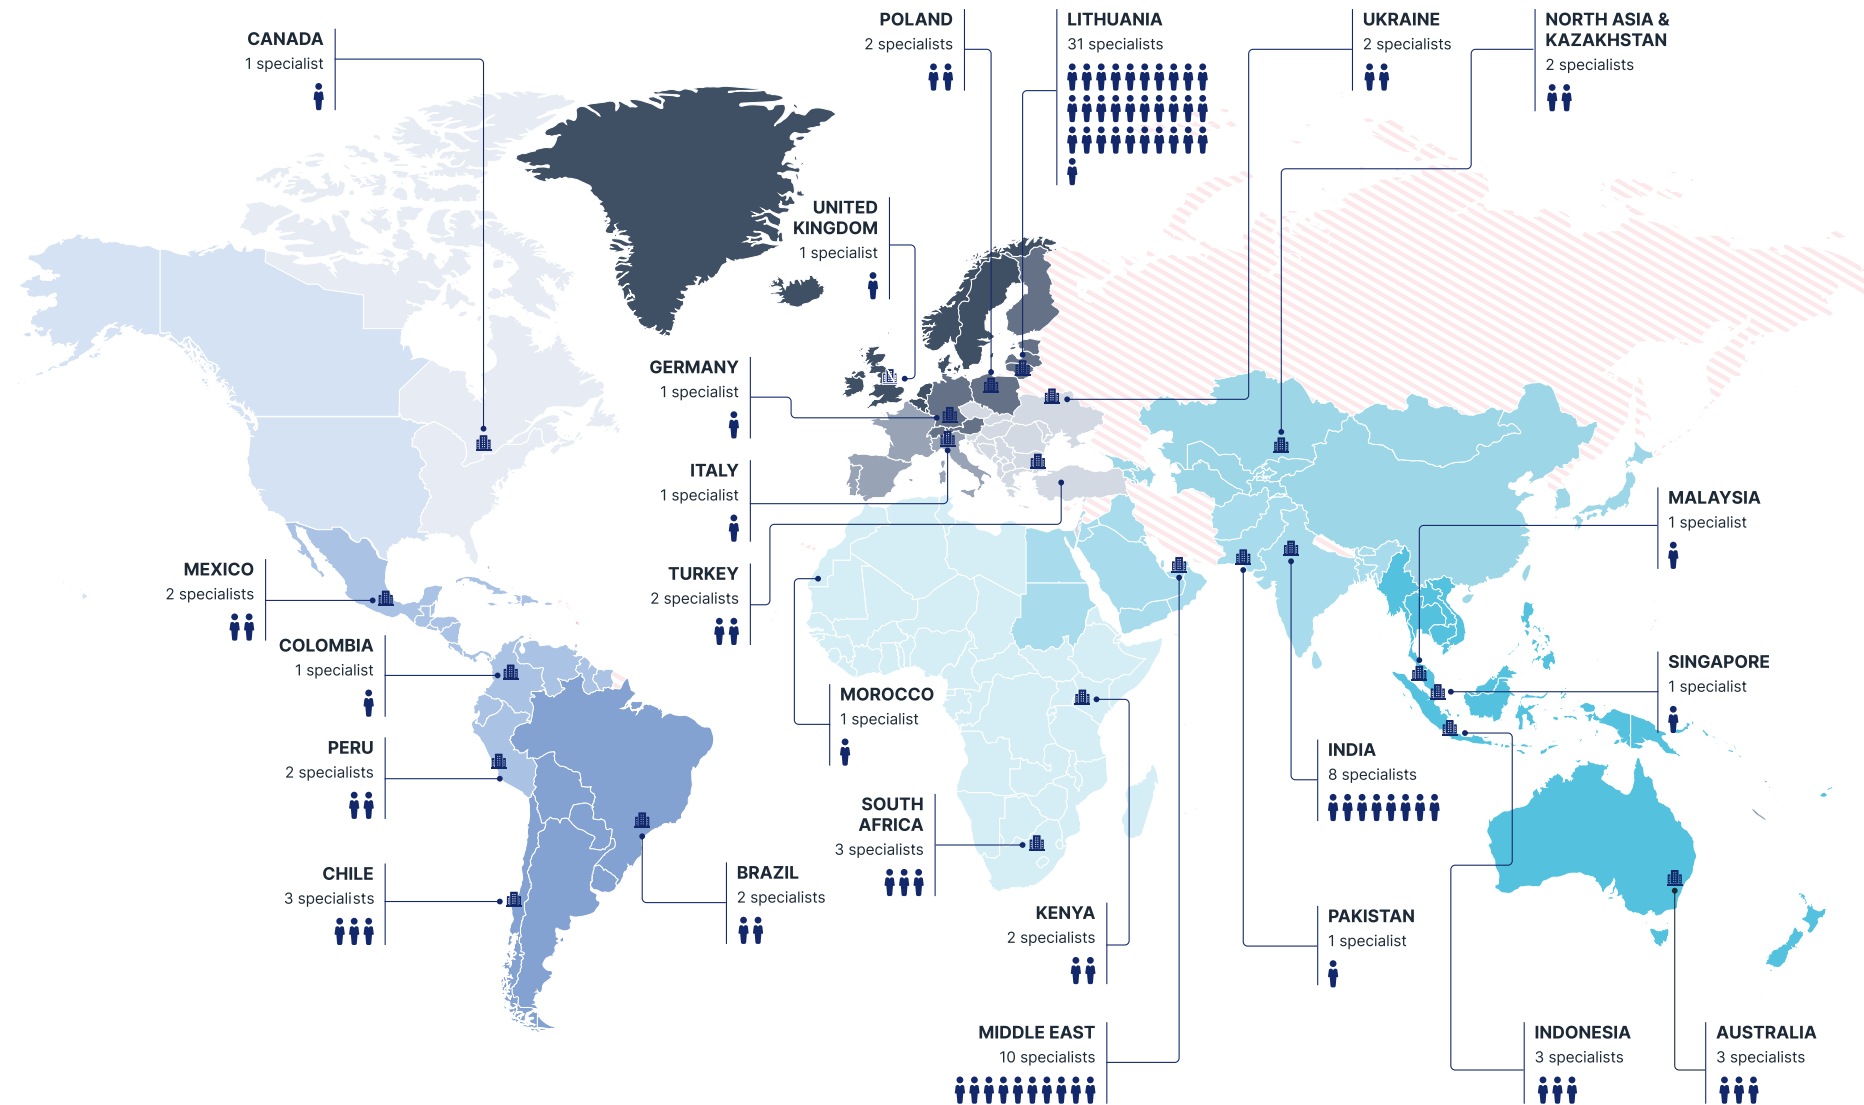 CANADA
1 specialist
POLAND
2 specialists
LITHUANIA
31 specialists
UKRAINE
2 specialists
NORTH ASIA &
KAZAKHSTAN
2 specialists
UNITED
KINGDOM
1 specialist
GERMANY
1 specialist
ITALY
1 specialist
TURKEY
2 specialists
MALAYSIA
1 specialist
MEXICO
2 specialists
COLOMBIA
1 specialist
SINGAPORE
1 specialist
MOROCCO
1 specialist
PERU
2 specialists
INDIA
8 specialists
SOUTH
AFRICA
3 specialists
CHILE
3 specialists
BRAZIL
2 specialists
KENYA
2 specialists
PAKISTAN
1 specialist
MIDDLE EAST
10 specialists
INDONESIA
3 specialists
AUSTRALIA
3 specialists